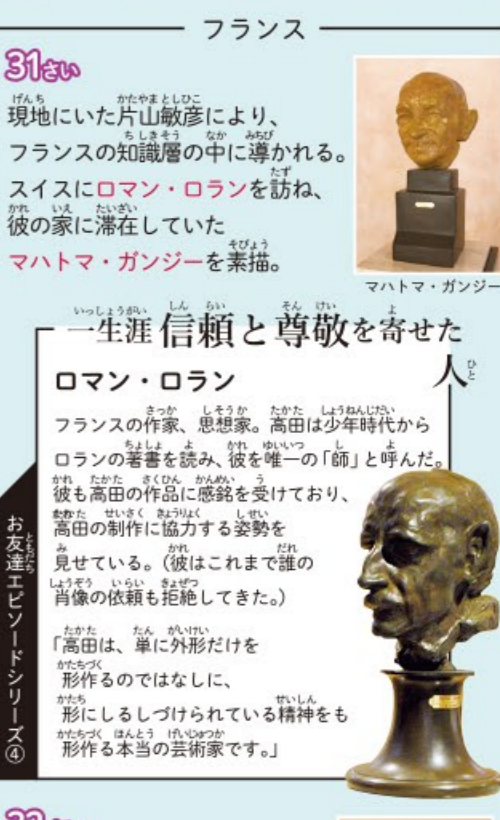 フランス
31さい
現地にいた片山敏彦により、
フランスの知識層の中に導かれる。
スイスにロマン・ロランを訪ね、
彼の家に滞在していた
マハトマ・ガンジーを素描。
マハトマ・ガンジー
一生涯 信頼と尊敬を寄せた
人
ロマン・ロラン
フランスの作家、思想家。高田は少年時代から
ロランの著書を読み、彼を唯一の「師」と呼んだ。
彼も高田の作品に感銘を受けており、
高田の制作に協力する姿勢を
見せている。（彼はこれまで誰の
肖像の依頼も拒絶してきた。）
「高田は、単に外形だけを
形作るのではなしに、
形にしるしづけられている精神をも
形作る本当の芸術家です。」
お友達エピソードシリーズ④